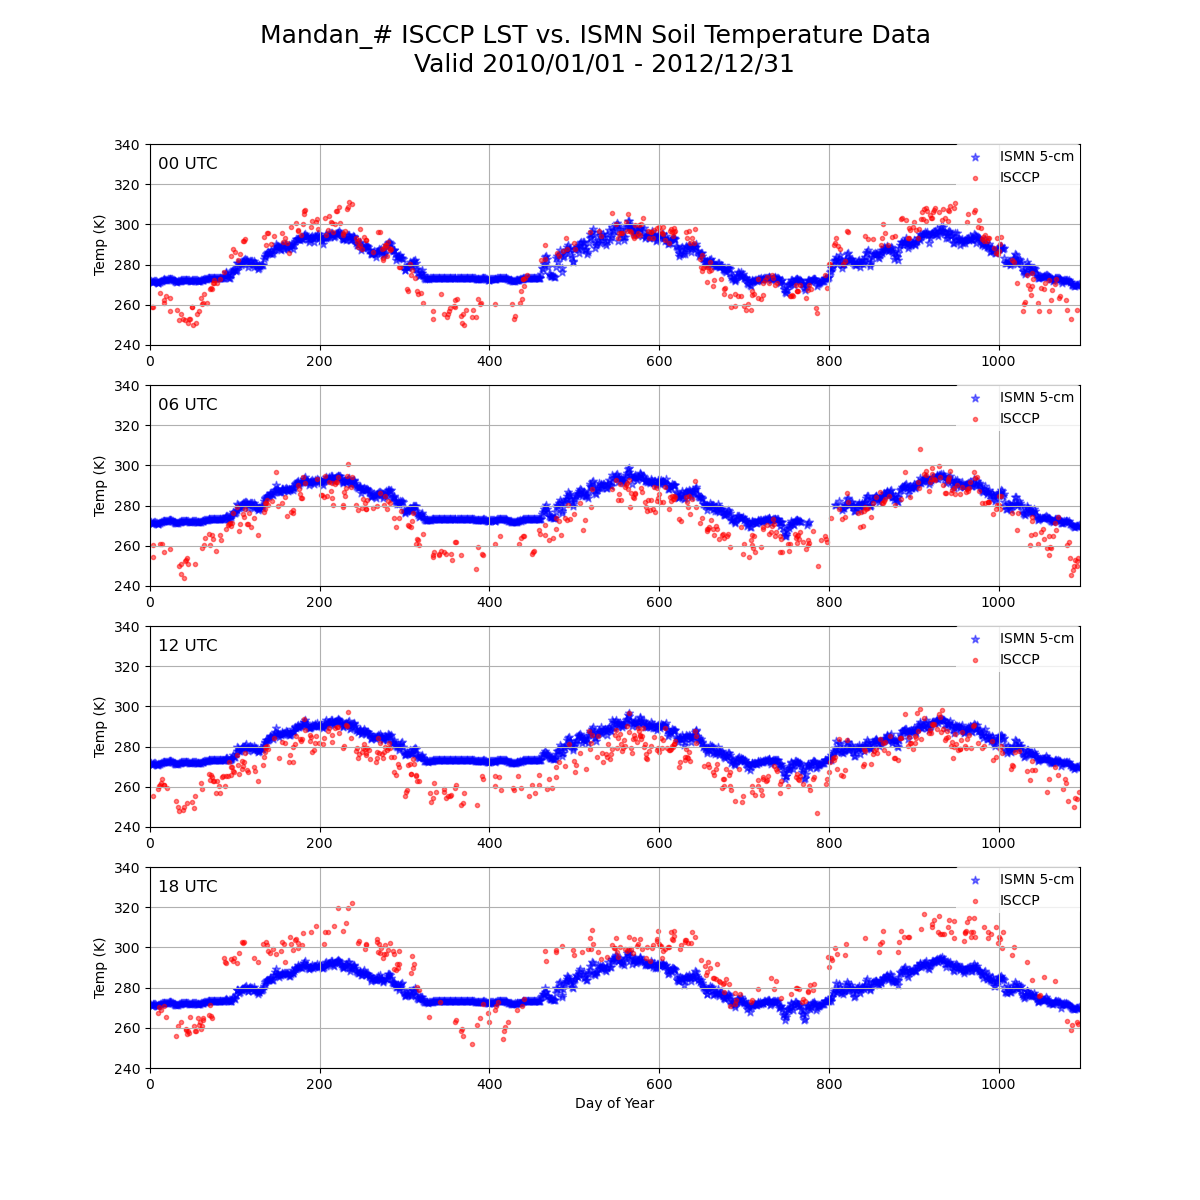 Mandan_# ISCCP LST vs. ISMN Soil Temperature Data
Valid 2010/01/01 - 2012/12/31
340
320
300
280
260
240
Temp (K)
00 UTC
ISMN 5-cm
ISCCP
0 200 400 600 800 1000
340
320
300
280
260
240
Temp (K)
06 UTC
ISMN 5-cm
ISCCP
0 200 400 600 800 1000
340
320
300
280
260
240
Temp (K)
12 UTC
ISMN 5-cm
ISCCP
0 200 400 600 800 1000
340
320
300
280
260
240
Temp (K)
18 UTC
ISMN 5-cm
ISCCP
0 200 400 600 800 1000
Day of Year